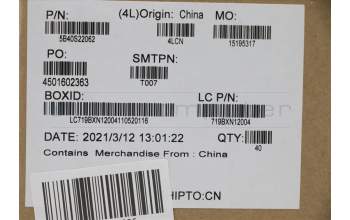 P/N: (4L)Origin: China MO:
5B40S22062 4LCN 15195317
PO: SMTPN:
4501602363 T007
BOXID: LC P/N:
LC719BXN12004110520116 719BXN12004
DATE: 2021/3/12 13:01:22 QTY:
40
Contains Merchandise From : China
SHIPTO:CN